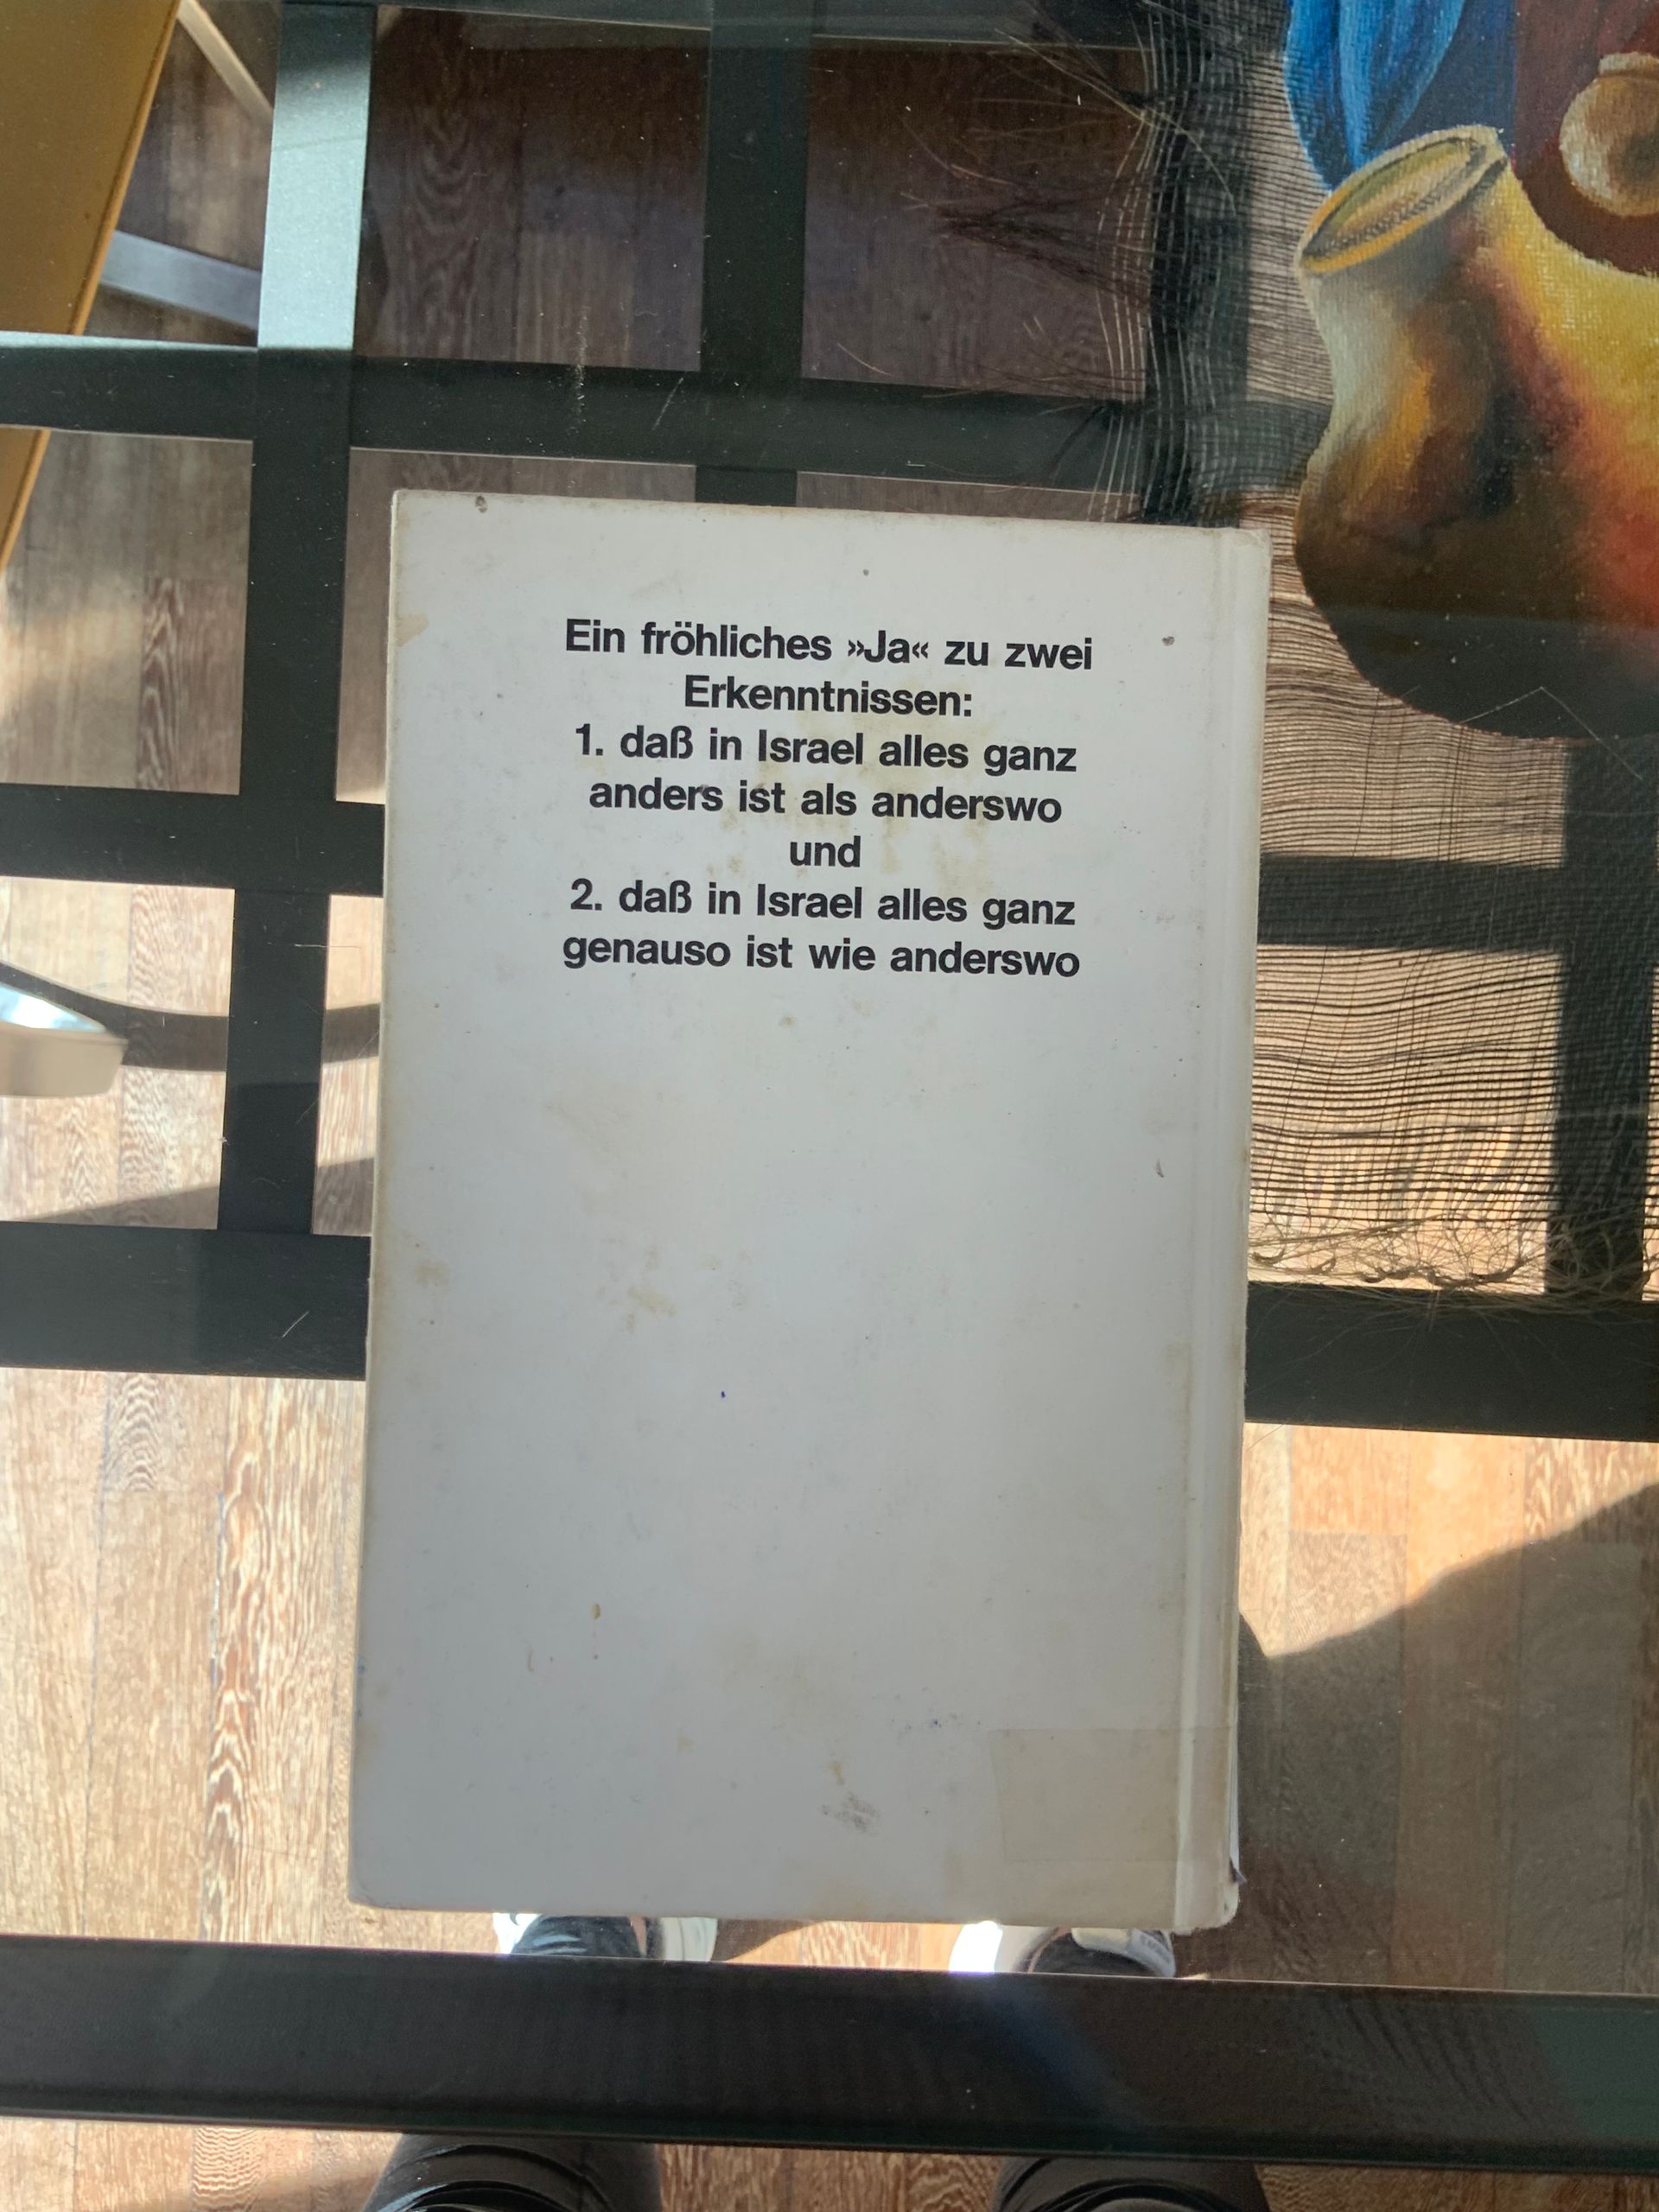 Ein fröhliches »Ja« zu zwei
Erkenntnissen:
1. daß in Israel alles ganz
anders ist als anderswo
und
2. daß in Israel alles ganz
genauso ist wie anderswo